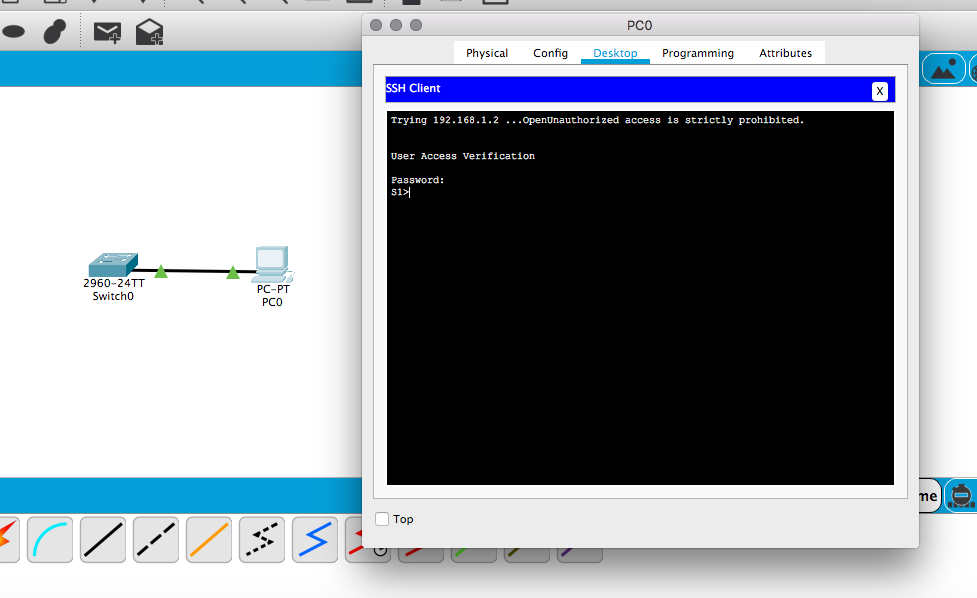 PC0
Physical Config Desktop Programming Attributes
SSH Client
X
Trying 192.168.1.2 ...OpenUnauthorized access is strictly prohibited.
User Access Verification
Password:
S1>
2960-24TT
Switch0
PC-PT
PC0
me
Top